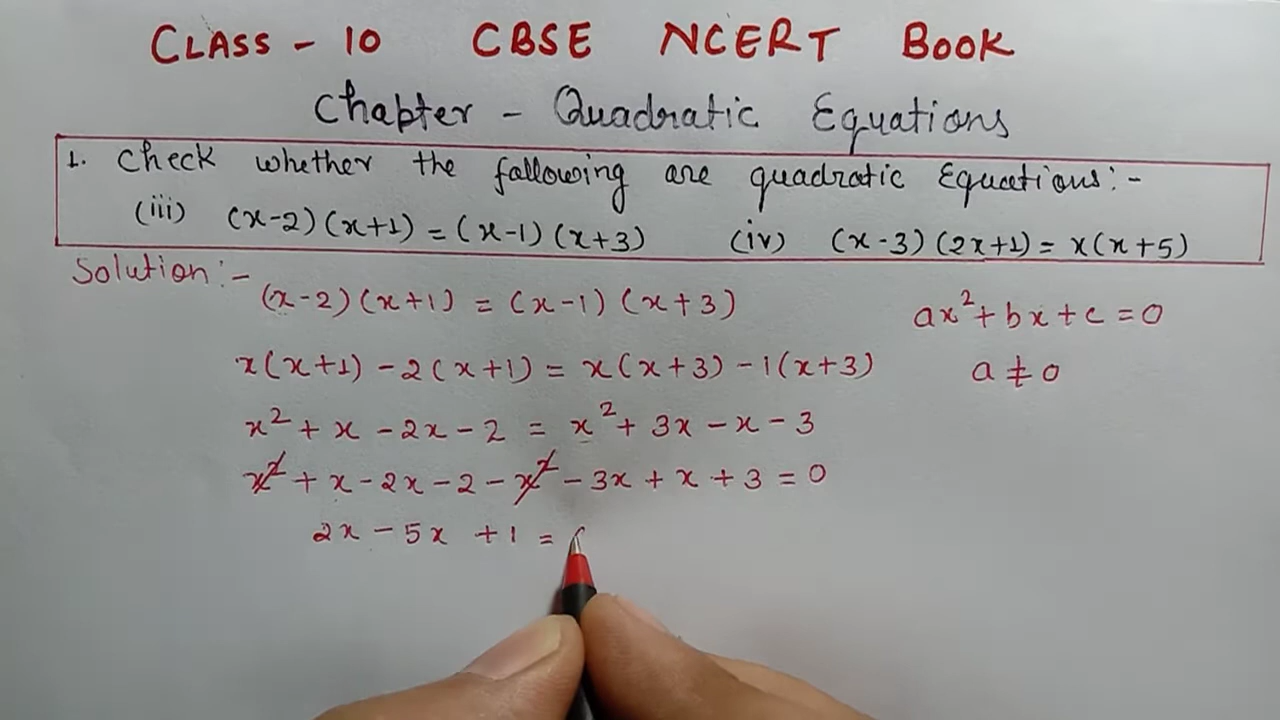 CLASS - 10 CBSE NCERT BOOK
Chapter - Quadratic Equations
1. Check whether the following are quadratic Equations:-
(iii) (x-2)(x+1)=(x-1)(x+3) (iv) (x-3)(2x+1)=x(x+5)
Solution:-
(x-2)(x+1) = (x-1)(x+3)
ax²+bx+c=0
x(x+1)-2(x+1)=x(x+3)-1(x+3)
a≠0
x²+x-2x-2 = x²+3x-x-3
x²+x-2x-2-x²-3x+x+3=0
2x-5x+1=